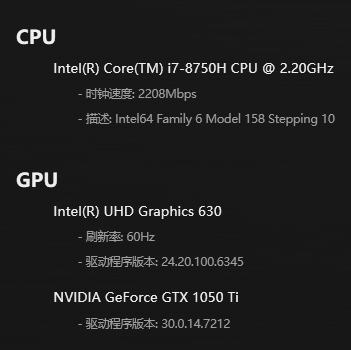 CPU
Intel(R) Core(TM) i7-8750H CPU @ 2.20GHz
- 时钟速度: 2208Mbps
- 描述: Intel64 Family 6 Model 158 Stepping 10
GPU
Intel(R) UHD Graphics 630
- 刷新率: 60Hz
- 驱动程序版本: 24.20.100.6345
NVIDIA GeForce GTX 1050 Ti
- 驱动程序版本: 30.0.14.7212